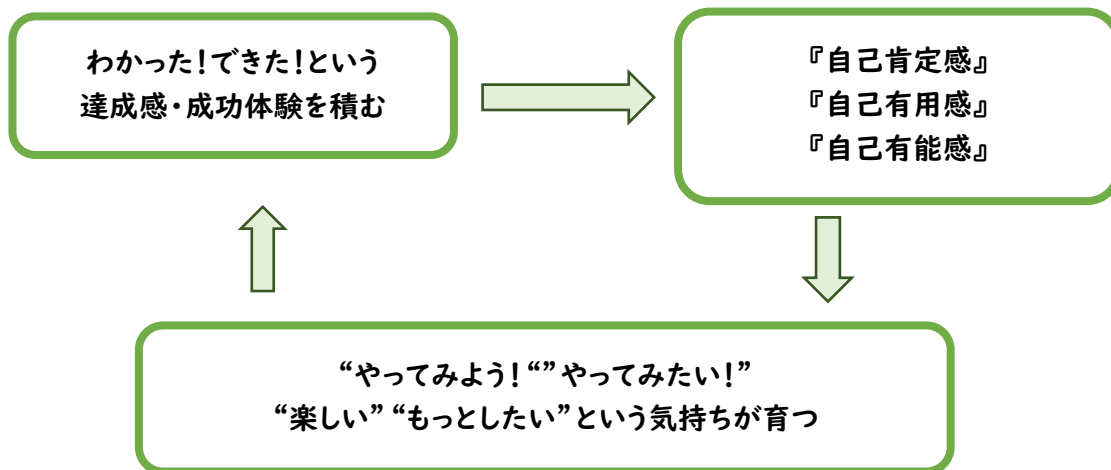 わかった!できた!という
達成感・成功体験を積む
『自己肯定感』
『自己有用感』
『自己有能感』
“やってみよう!“”やってみたい!”
“楽しい”“もっとしたい”という気持ちが育つ